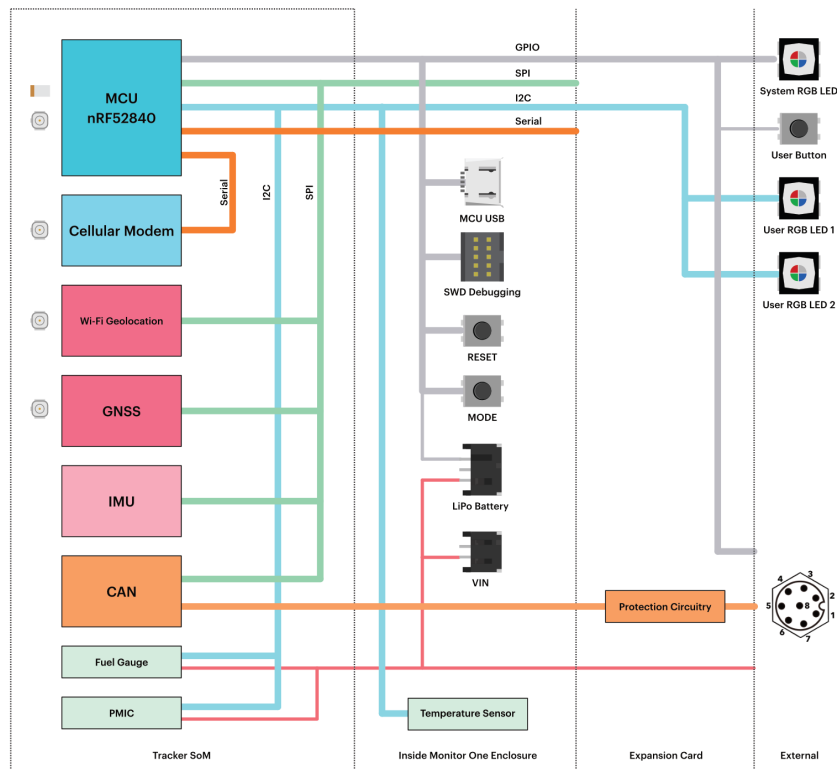 GPIO
SPI
I2C
Serial
MCU
nRF52840
Serial
I2C
SPI
Cellular Modem
Wi-Fi Geolocation
GNSS
IMU
CAN
Fuel Gauge
PMIC
Tracker SoM
MCU USB
SWD Debugging
RESET
MODE
LiPo Battery
VIN
Temperature Sensor
Inside Monitor One Enclosure
Protection Circuitry
Expansion Card
System RGB LED
User Button
User RGB LED 1
User RGB LED 2
3
4
2
5
8
1
6
7
External